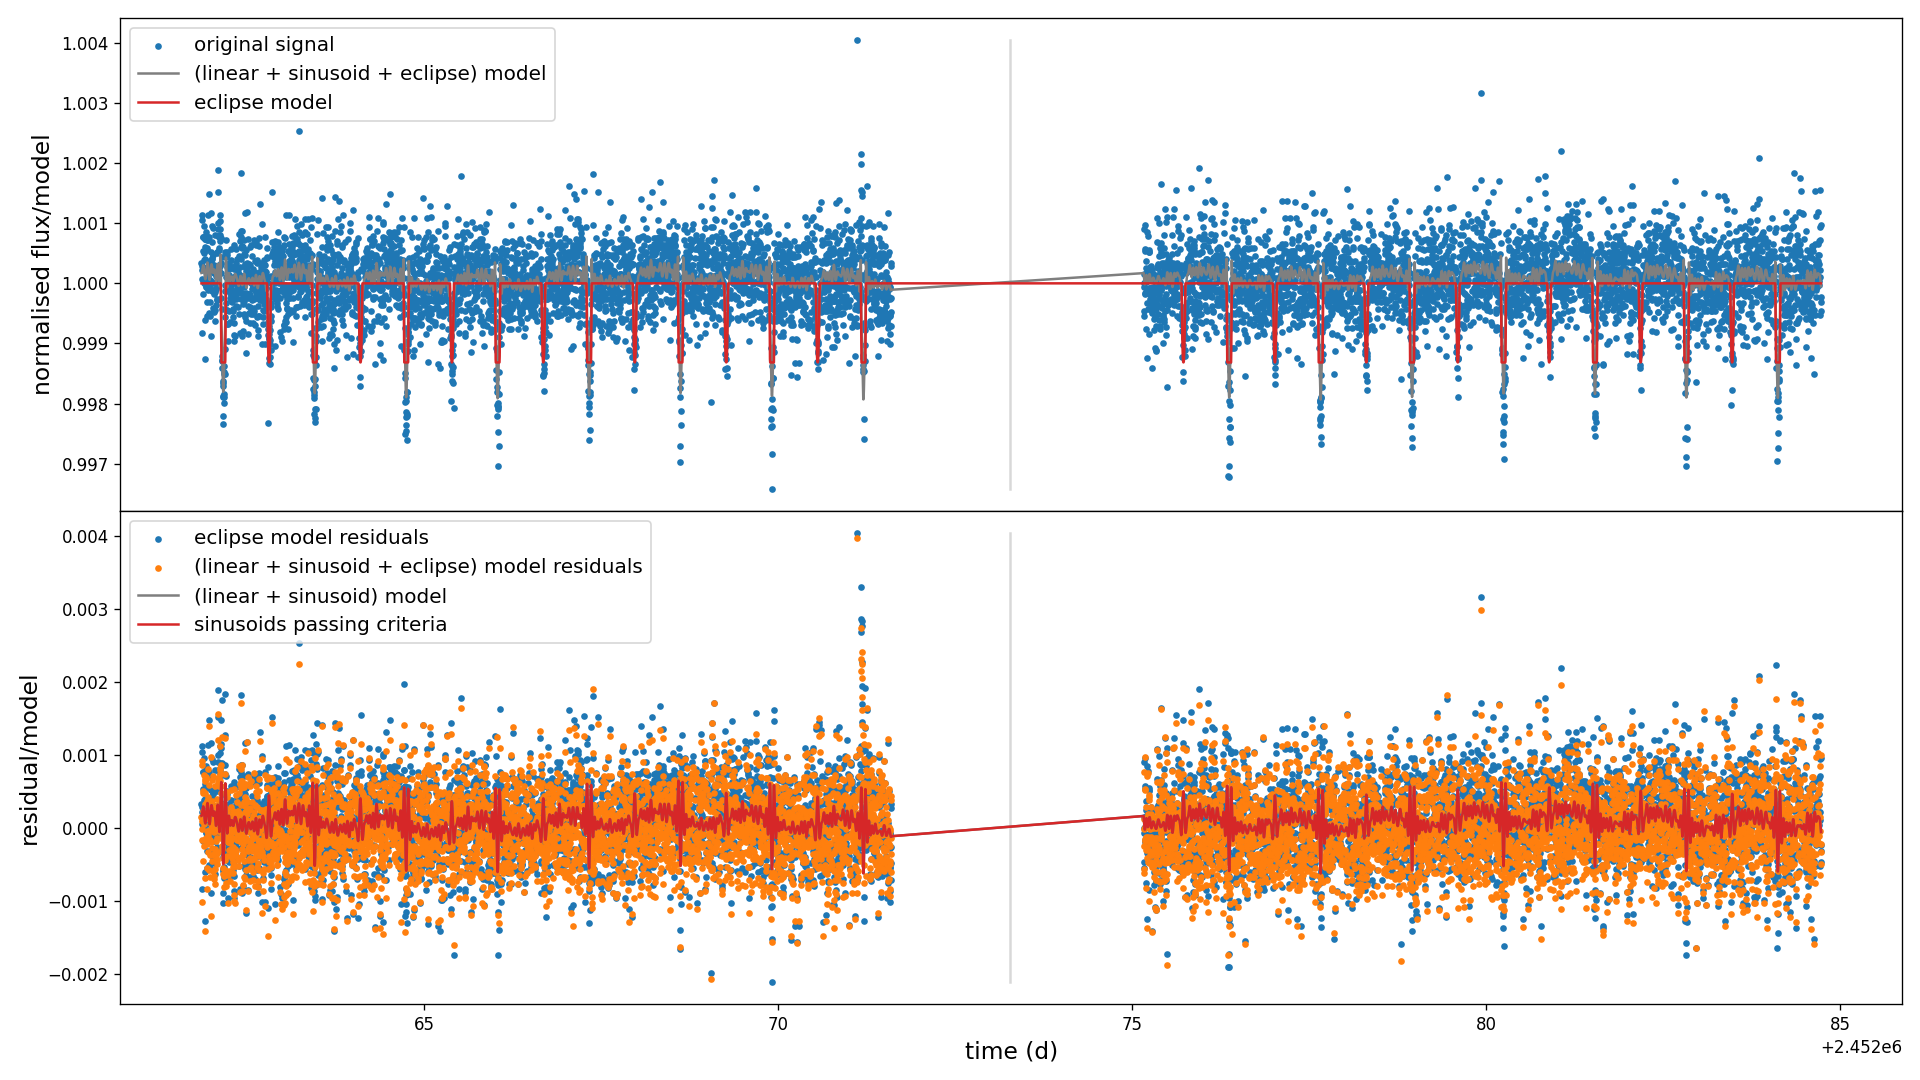 original signal
(linear + sinusoid + eclipse) model
eclipse model
normalised flux/model
1.004
1.003
1.002
1.001
1.000
0.999
0.998
0.997
eclipse model residuals
(linear + sinusoid + eclipse) model residuals
(linear + sinusoid) model
sinusoids passing criteria
residual/model
0.004
0.003
0.002
0.001
0.000
−0.001
−0.002
65 70 75 80 85
time (d)
+2.452e6